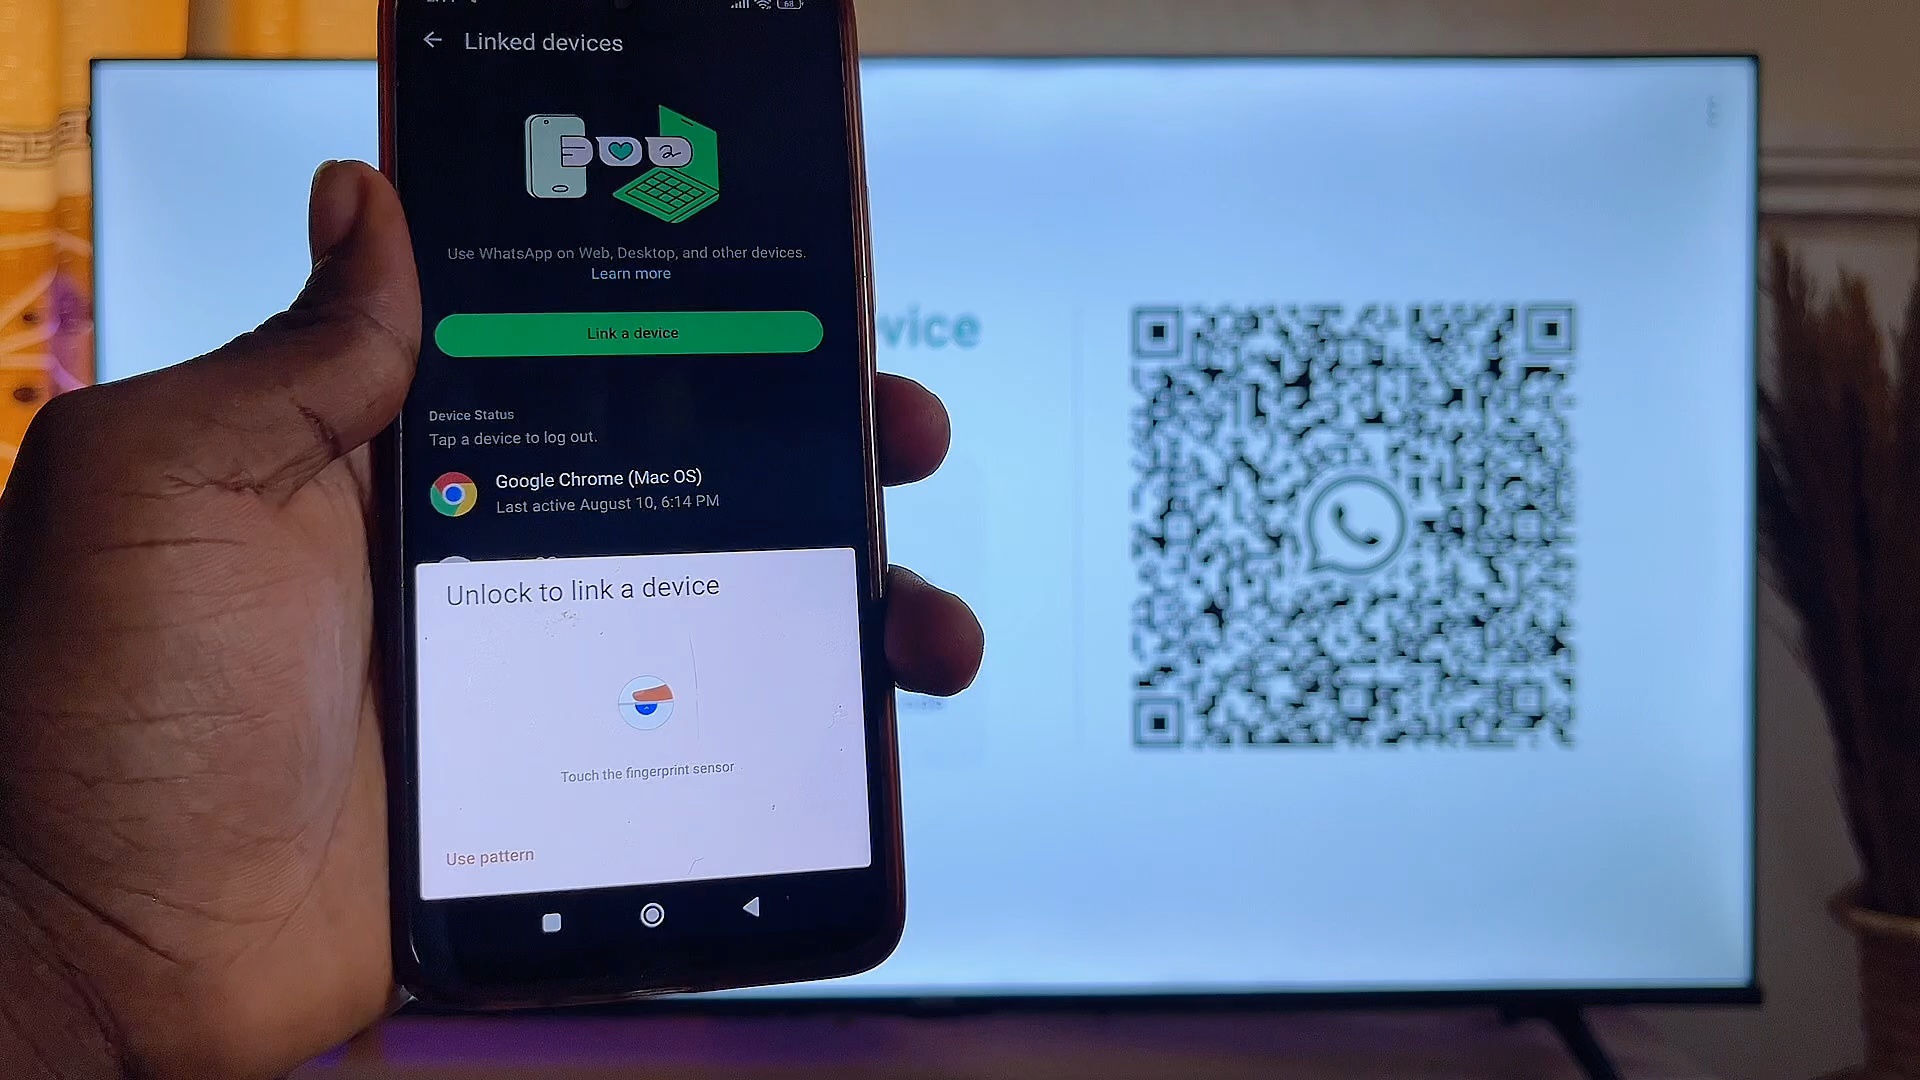 68
Linked devices
Use WhatsApp on Web, Desktop, and other devices.
Learn more
Link a device
Device Status
Tap a device to log out.
Google Chrome (Mac OS)
Last active August 10, 6:14 PM
Unlock to link a device
Touch the fingerprint sensor
Use pattern
vice